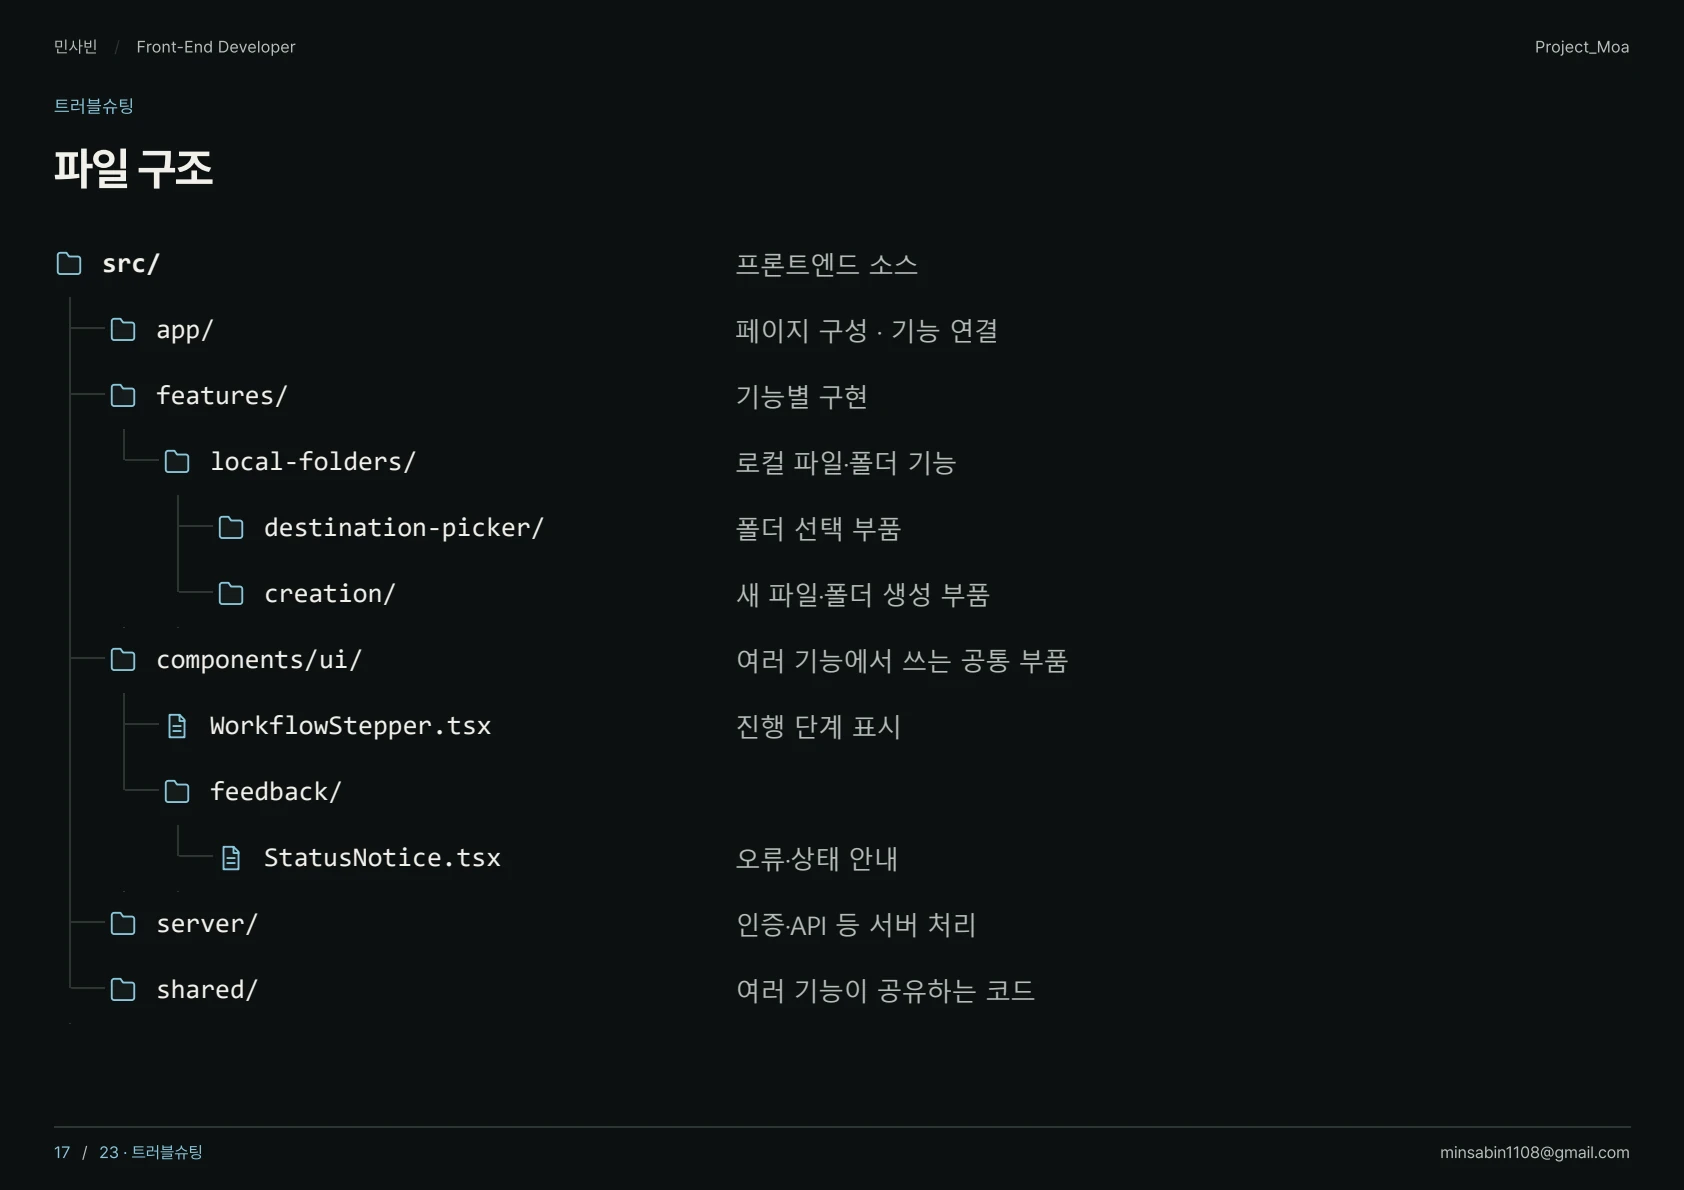 민사빈 / Front-End Developer
Project_Moa
트러블슈팅
파일 구조
src/ 프론트엔드 소스
app/ 페이지 구성 · 기능 연결
features/ 기능별 구현
local-folders/ 로컬 파일·폴더 기능
destination-picker/ 폴더 선택 부품
creation/ 새 파일·폴더 생성 부품
components/ui/ 여러 기능에서 쓰는 공통 부품
WorkflowStepper.tsx 진행 단계 표시
feedback/
StatusNotice.tsx 오류·상태 안내
server/ 인증·API 등 서버 처리
shared/ 여러 기능이 공유하는 코드
17 / 23 · 트러블슈팅
minsabin1108@gmail.com